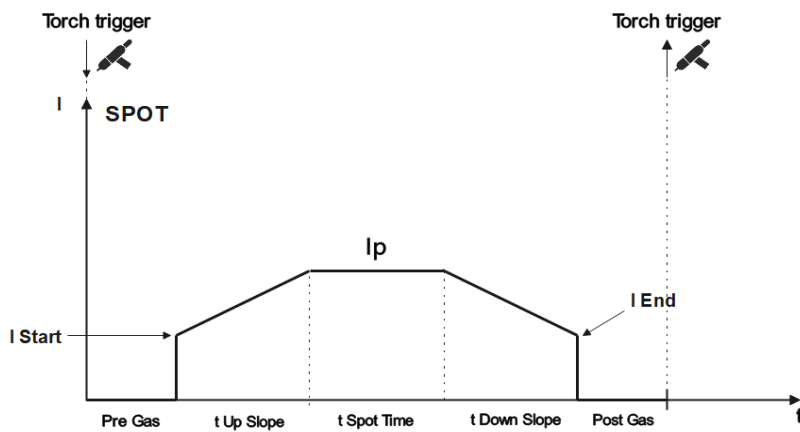 Torch trigger
Torch trigger
I
SPOT
Ip
I End
I Start
t
Pre Gas
t Up Slope
t Spot Time
t Down Slope
Post Gas